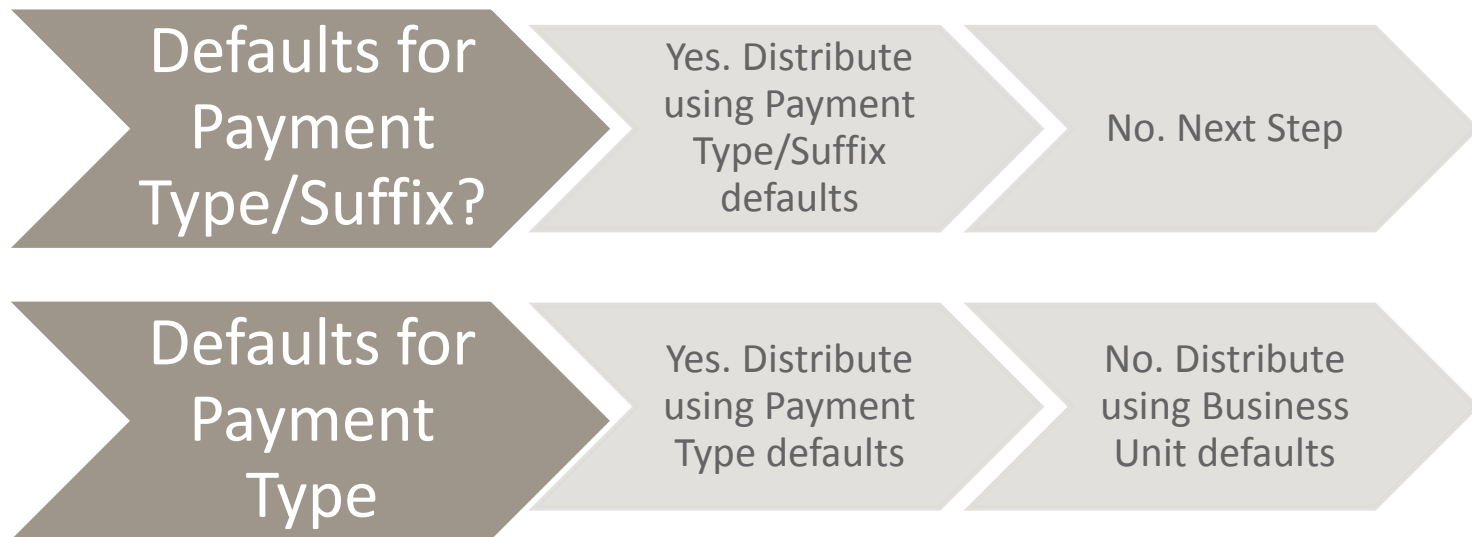 Defaults for
Payment
Type/Suffix?
Yes. Distribute
using Payment
Type/Suffix
defaults
No. Next Step
Defaults for
Payment
Type
Yes. Distribute
using Payment
Type defaults
No. Distribute
using Business
Unit defaults